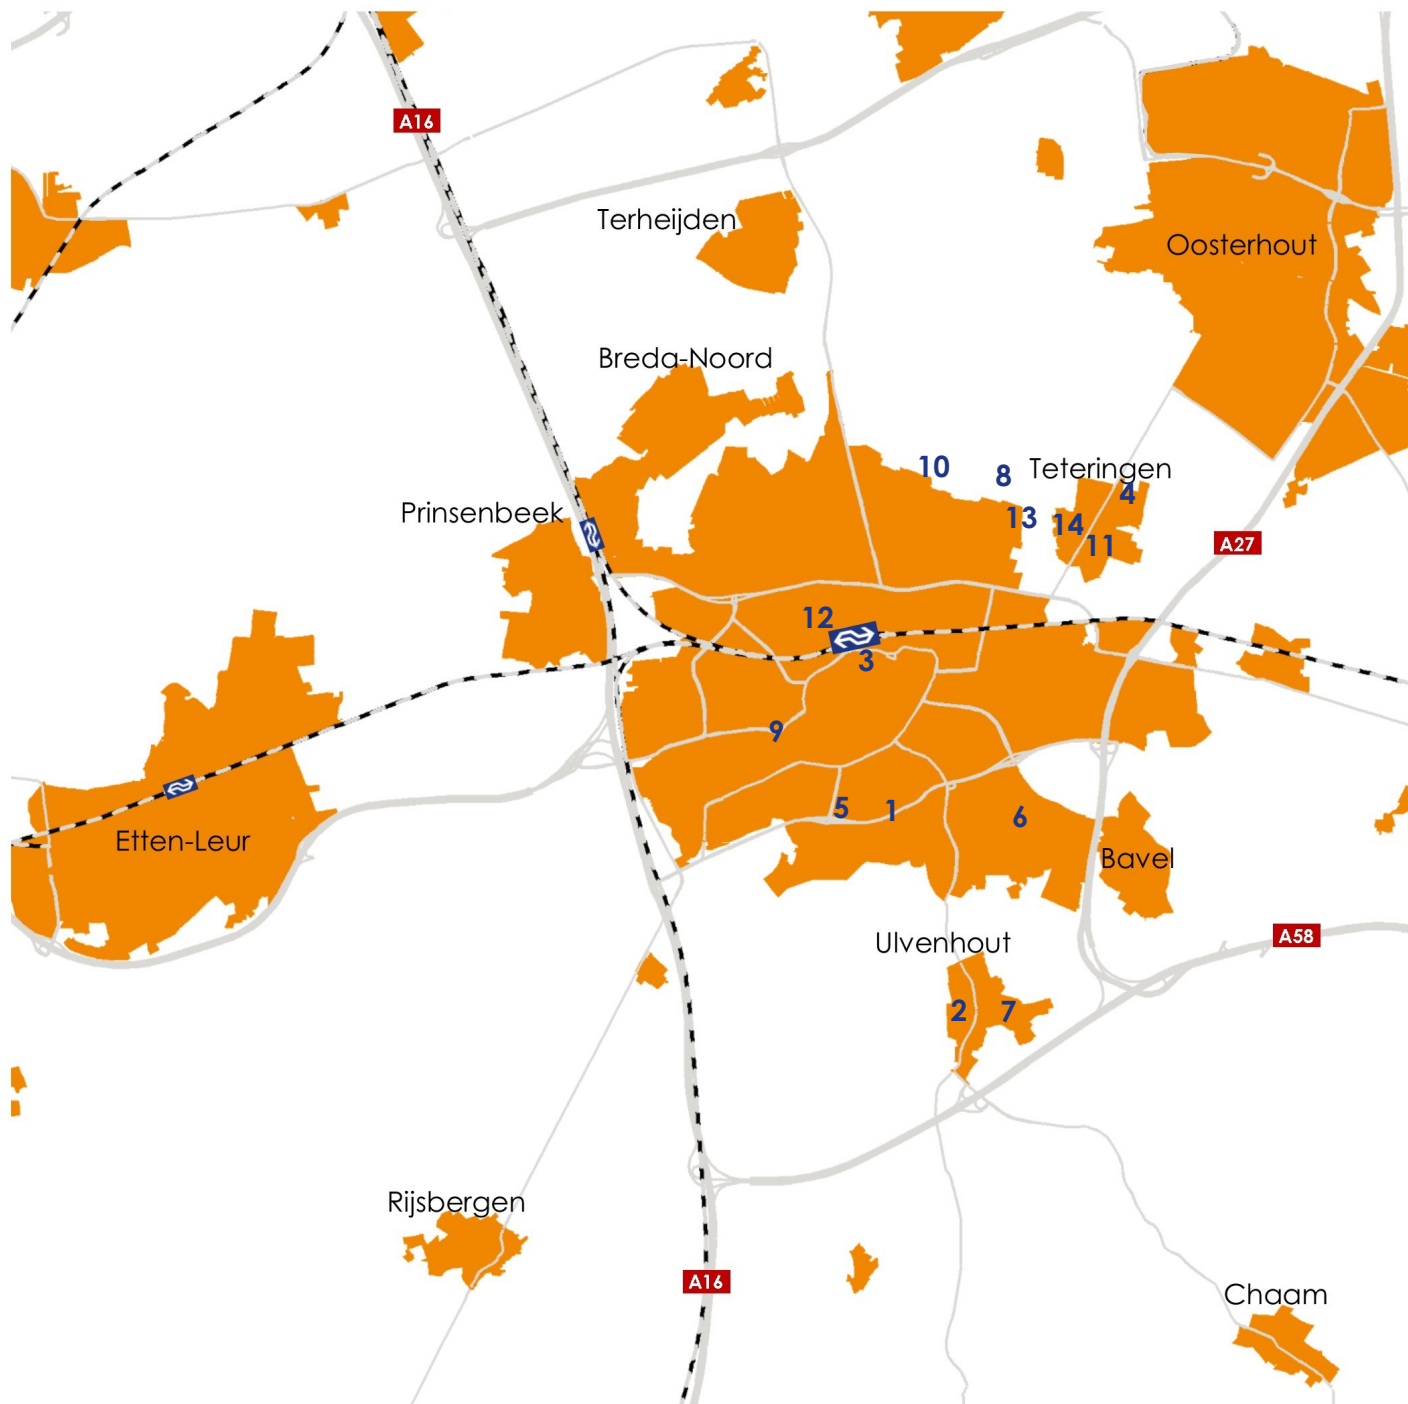 A16
Terheijden
Oosterhout
Breda-Noord
10
8
Teteringen
4
Prinsenbeek
13
14
11
A27
12
3
9
5
1
6
Etten-Leur
Bavel
Ulvenhout
A58
2
7
Rijsbergen
A16
Chaam